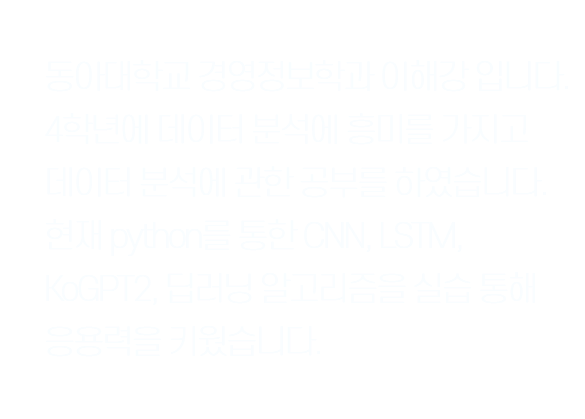 동아대학교 경영정보학과 이해강 입니다.
4학년에 데이터 분석에 흥미를 가지고
데이터 분석에 관한 공부를 하였습니다.
현재 python을 통한 CNN, LSTM,
KoGPT2, 딥러닝 알고리즘을 실습 통해
응용력을 키웠습니다